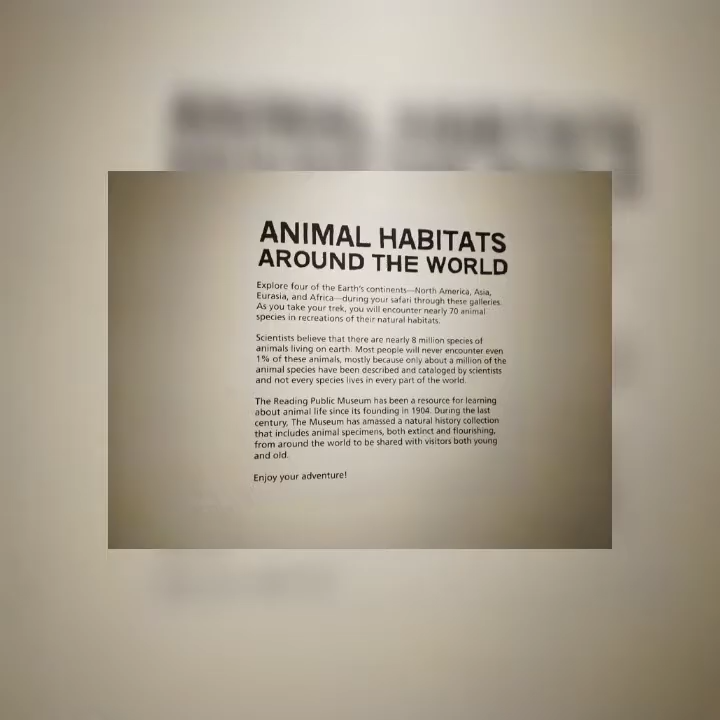 ANIMAL HABITATS
AROUND THE WORLD
Explore four of the Earth's continents—North America, Asia,
Eurasia, and Africa—during your safari through these galleries.
As you take your trek, you will encounter nearly 70 animal
species in recreations of their natural habitats.
Scientists believe that there are nearly 8 million species of
animals living on earth. Most people will never encounter even
1% of these animals, mostly because only about a million of the
animal species have been described and cataloged by scientists
and not every species lives in every part of the world.
The Reading Public Museum has been a resource for learning
about animal life since its founding in 1904. During the last
century, The Museum has amassed a natural history collection
that includes animal specimens, both extinct and flourishing,
from around the world to be shared with visitors both young
and old.
Enjoy your adventure!